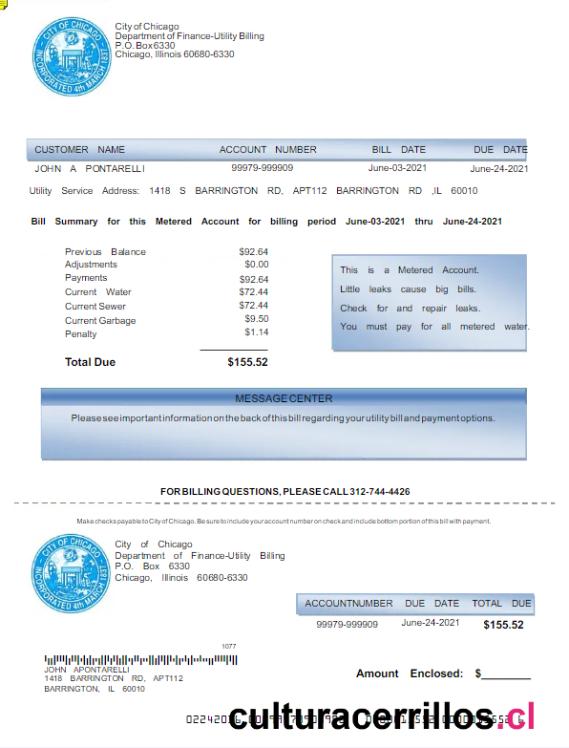 CITY OF CHICAGO
INCORPORATED 4th MARCH 1837
City of Chicago
Department of Finance-Utility Billing
P.O. Box 6330
Chicago, Illinois 60680-6330
CUSTOMER NAME ACCOUNT NUMBER BILL DATE DUE DATE
JOHN A PONTARELLI 99979-999909 June-03-2021 June-24-2021
Utility Service Address: 1418 S BARRINGTON RD, APT112 BARRINGTON RD ,IL 60010
Bill Summary for this Metered Account for billing period June-03-2021 thru June-24-2021
Previous Balance $92.64
Adjustments $0.00
Payments $92.64
Current Water $72.44
Current Sewer $72.44
Current Garbage $9.50
Penalty $1.14
Total Due $155.52
This is a Metered Account.
Little leaks cause big bills.
Check for and repair leaks.
You must pay for all metered water.
MESSAGE CENTER
Please see important information on the back of this bill regarding your utility bill and payment options.
FOR BILLING QUESTIONS, PLEASE CALL 312-744-4426
Make checks payable to City of Chicago. Be sure to include your account number on check and include bottom portion of this bill with payment.
CITY OF CHICAGO
INCORPORATED 4th MARCH 1837
City of Chicago
Department of Finance-Utility Billing
P.O. Box 6330
Chicago, Illinois 60680-6330
ACCOUNTNUMBER DUE DATE TOTAL DUE
99979-999909 June-24-2021 $155.52
1077
JOHN APONTARELLI
1418 BARRINGTON RD, APT112
BARRINGTON, IL 60010
Amount Enclosed: $
culturacerrillos.cl